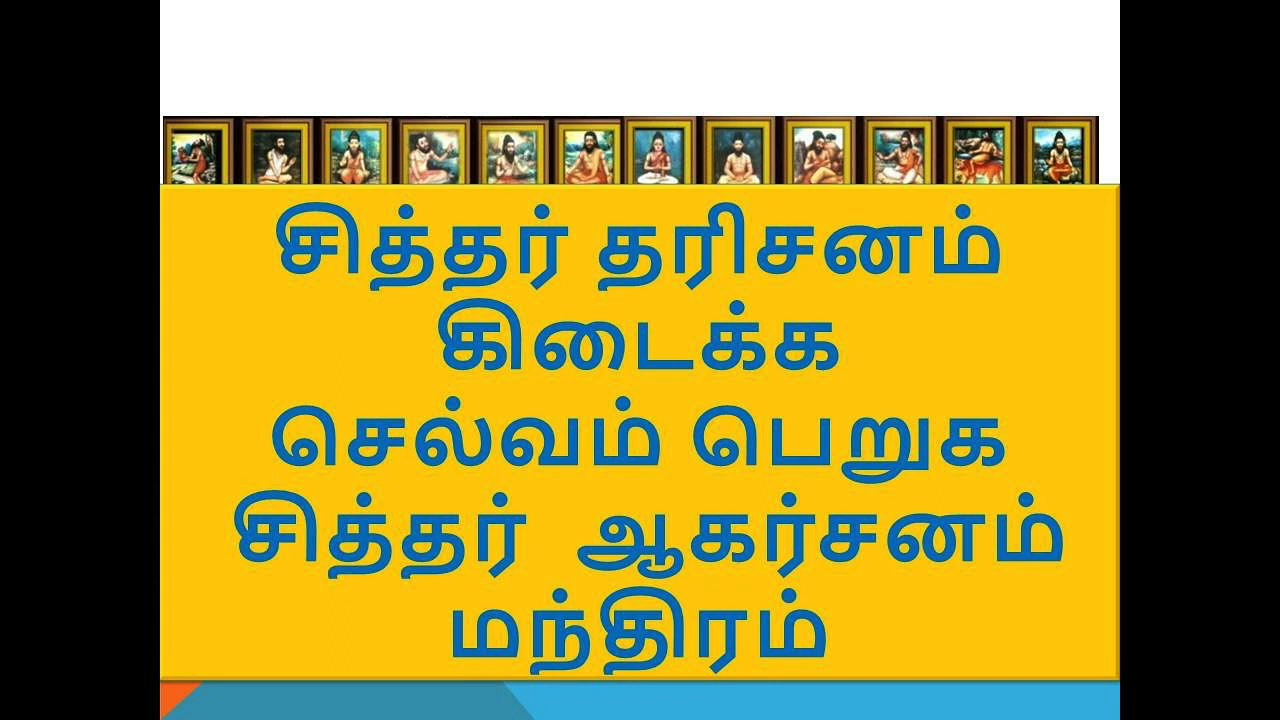 சித்தர் தரிசனம்
கிடைக்க
செல்வம் பெறுக
சித்தர் ஆகர்சனம்
மந்திரம்